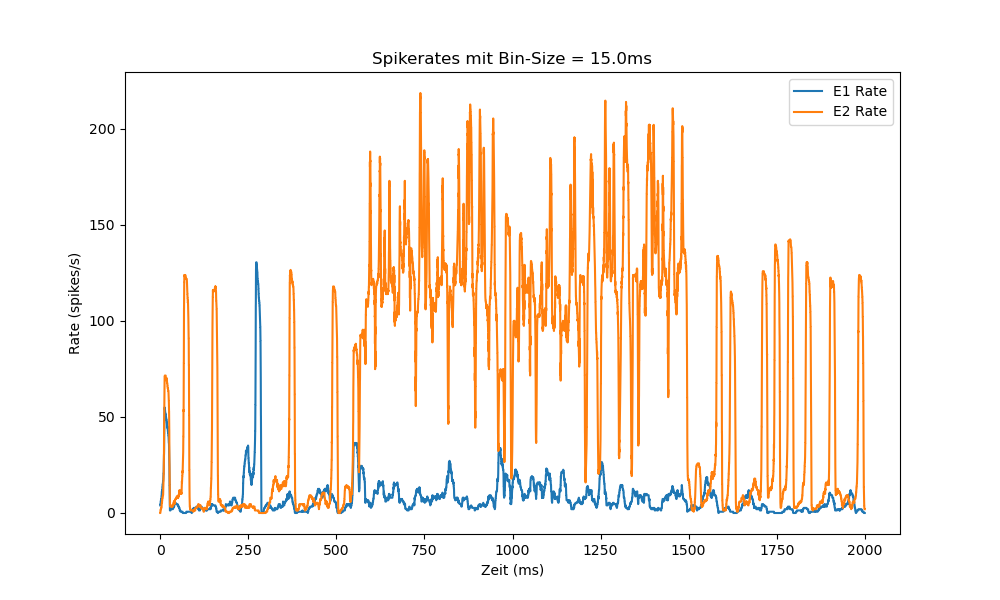 Spikerates mit Bin-Size = 15.0ms
E1 Rate
E2 Rate
200
150
100
50
0
Rate (spikes/s)
0 250 500 750 1000 1250 1500 1750 2000
Zeit (ms)